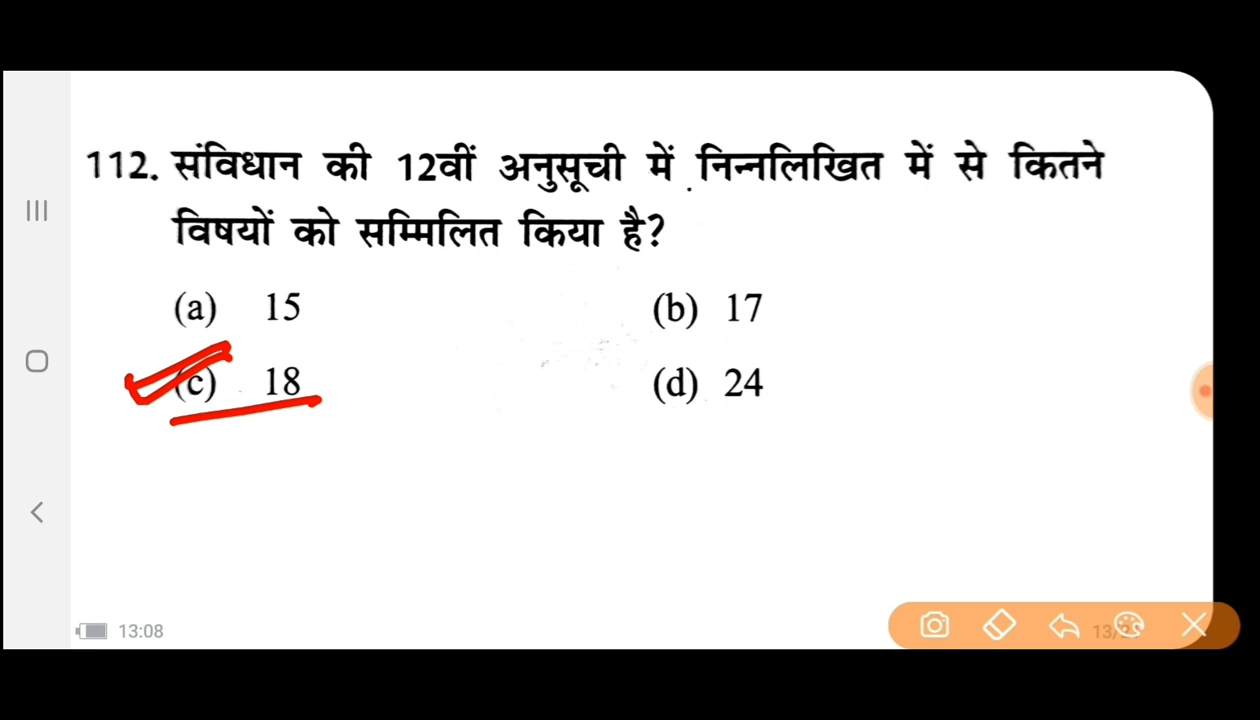 112. संविधान की 12वीं अनुसूची में निन्नलिखित में से कितने
विषयों को सम्मिलित किया है?
(a) 15 (b) 17
(c) 18 (d) 24
13:08